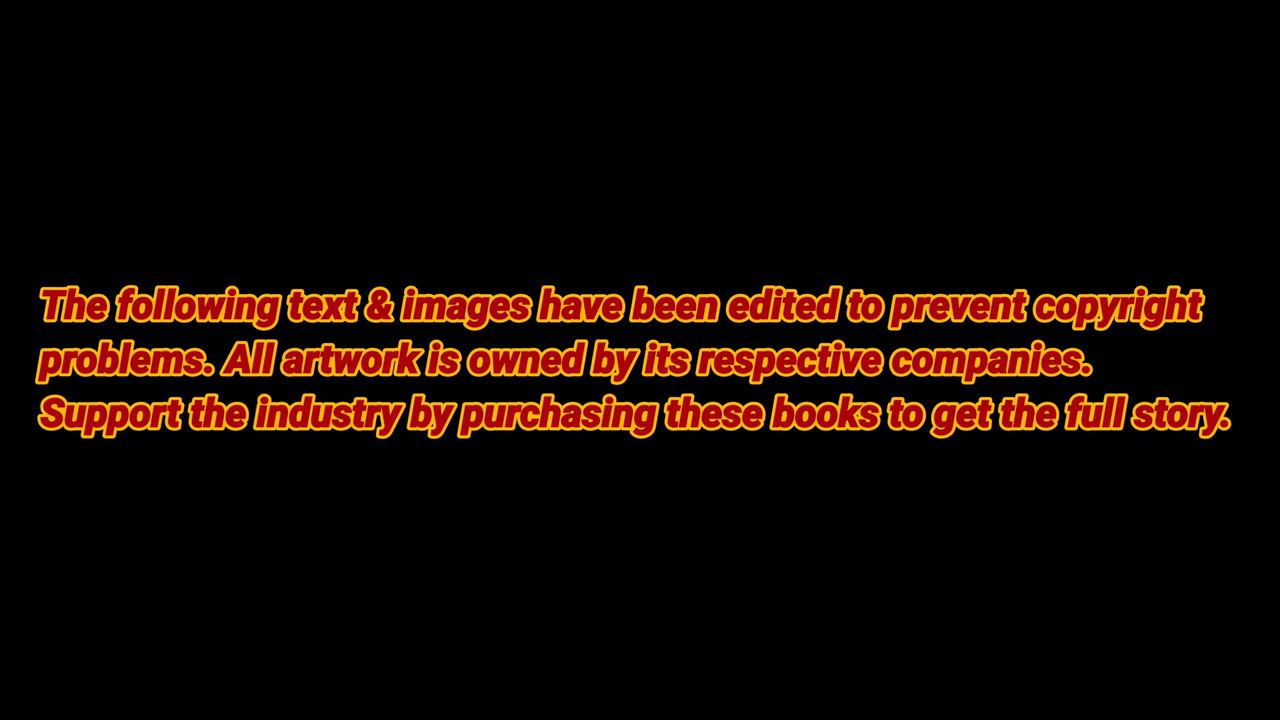 The following text & images have been edited to prevent copyright
problems. All artwork is owned by its respective companies.
Support the industry by purchasing these books to get the full story.